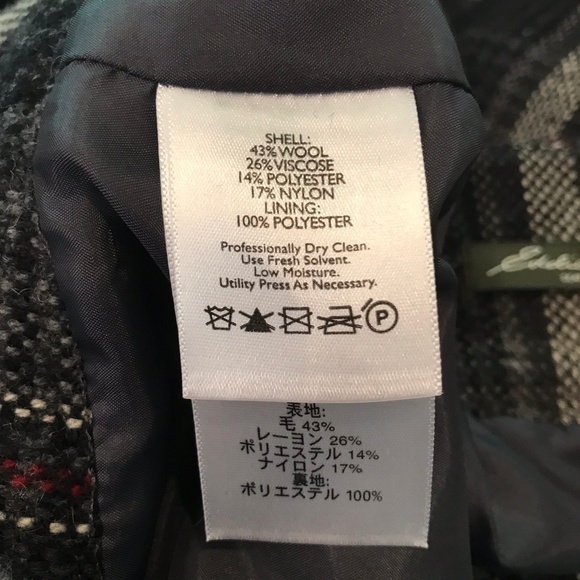 SHELL:
43% WOOL
26% VISCOSE
14% POLYESTER
17% NYLON
LINING:
100% POLYESTER
Professionally Dry Clean.
Use Fresh Solvent.
Low Moisture.
Utility Press As Necessary.
P
表地:
毛 43%
レーヨン 26%
ポリエステル 14%
ナイロン 17%
裏地:
ポリエステル 100%